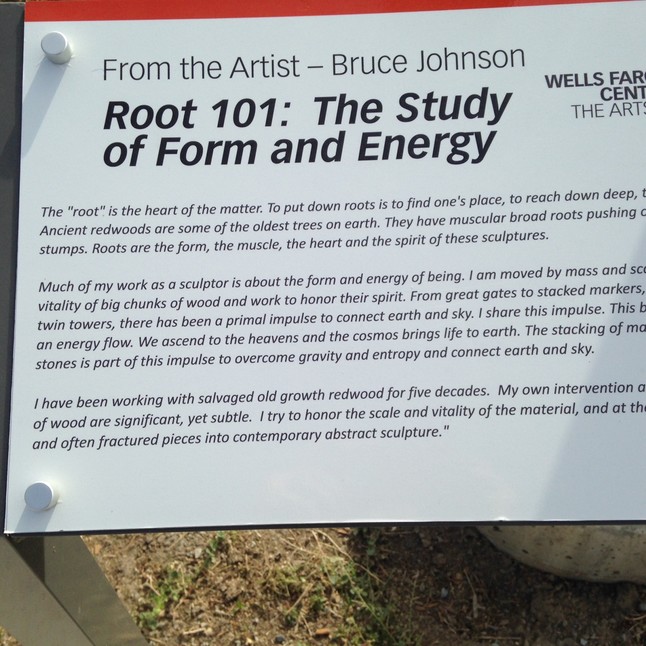 From the Artist – Bruce Johnson
Root 101: The Study
of Form and Energy
WELLS FARG
CENT
THE ARTS
The "root" is the heart of the matter. To put down roots is to find one's place, to reach down deep, t
Ancient redwoods are some of the oldest trees on earth. They have muscular broad roots pushing o
stumps. Roots are the form, the muscle, the heart and the spirit of these sculptures.
Much of my work as a sculptor is about the form and energy of being. I am moved by mass and sca
vitality of big chunks of wood and work to honor their spirit. From great gates to stacked markers,
twin towers, there has been a primal impulse to connect earth and sky. I share this impulse. This b
an energy flow. We ascend to the heavens and the cosmos brings life to earth. The stacking of ma
stones is part of this impulse to overcome gravity and entropy and connect earth and sky.
I have been working with salvaged old growth redwood for five decades. My own intervention a
of wood are significant, yet subtle. I try to honor the scale and vitality of the material, and at the
and often fractured pieces into contemporary abstract sculpture."